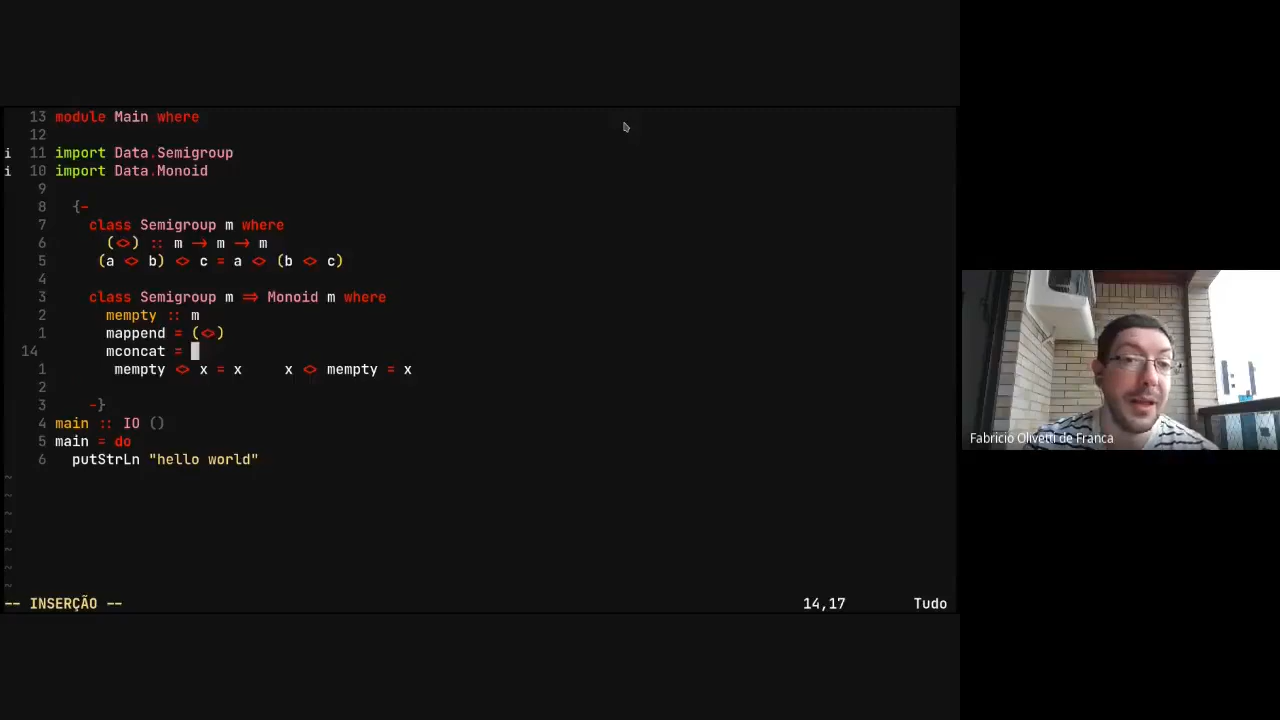 13 module Main where
12
i 11 import Data.Semigroup
i 10 import Data.Monoid
9
8 {-
7 class Semigroup m where
6 (<>) :: m → m → m
5 (a <> b) <> c = a <> (b <> c)
4
3 class Semigroup m ⇒ Monoid m where
2 mempty :: m
1 mappend = (<>)
14 mconcat =
1 mempty <> x = x x <> mempty = x
2
3 -}
4 main :: IO ()
5 main = do
6 putStrLn "hello world"
~
~
~
~
~
~
~
-- INSERÇÃO -- 14,17 Tudo
Fabricio Olivetti de Franca